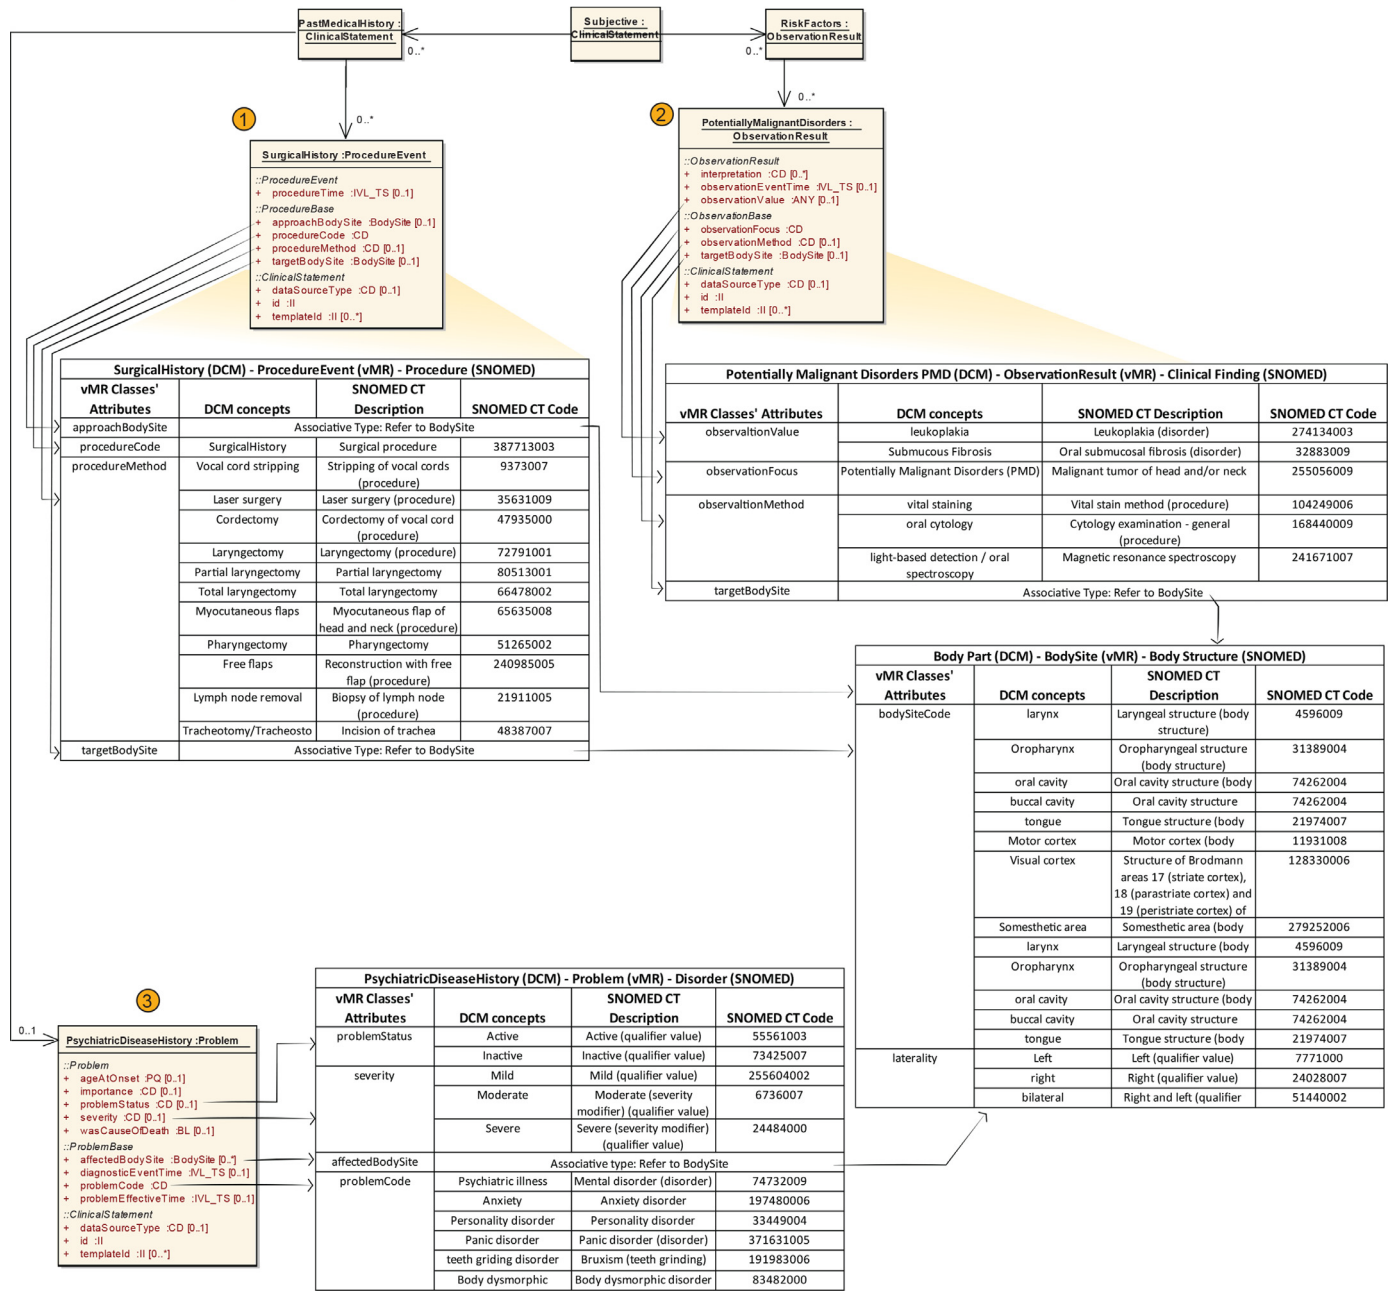 PastMedicalHistory :
ClinicalStatement
Subjective :
ClinicalStatement
RiskFactors :
ObservationResult
0..*
0..*
0..*
0..*
1
SurgicalHistory :ProcedureEvent
::ProcedureEvent
+ procedureTime :IVL_TS [0..1]
::ProcedureBase
+ approachBodySite :BodySite [0..1]
+ procedureCode :CD
+ procedureMethod :CD [0..1]
+ targetBodySite :BodySite [0..1]
::ClinicalStatement
+ dataSourceType :CD [0..1]
+ id :II
+ templateId :II [0..*]
2
PotentiallyMalignantDisorders :
ObservationResult
::ObservationResult
+ interpretation :CD [0..*]
+ observationEventTime :IVL_TS [0..1]
+ observationValue :ANY [0..1]
::ObservationBase
+ observationFocus :CD
+ observationMethod :CD [0..1]
+ targetBodySite :BodySite [0..1]
::ClinicalStatement
+ dataSourceType :CD [0..1]
+ id :II
+ templateId :II [0..*]
SurgicalHistory (DCM) - ProcedureEvent (vMR) - Procedure (SNOMED)
vMR Classes' SNOMED CT
Attributes DCM concepts Description SNOMED CT Code
approachBodySite Associative Type: Refer to BodySite
procedureCode SurgicalHistory Surgical procedure 387713003
procedureMethod Vocal cord stripping Stripping of vocal cords 9373007
(procedure)
Laser surgery Laser surgery (procedure) 35631009
Cordectomy Cordectomy of vocal cord 47935000
(procedure)
Laryngectomy Laryngectomy (procedure) 72791001
Partial laryngectomy Partial laryngectomy 80513001
Total laryngectomy Total laryngectomy 66478002
Myocutaneous flaps Myocutaneous flap of 65635008
head and neck (procedure)
Pharyngectomy Pharyngectomy 51265002
Free flaps Reconstruction with free 240985005
flap (procedure)
Lymph node removal Biopsy of lymph node 21911005
(procedure)
Tracheotomy/Tracheosto Incision of trachea 48387007
targetBodySite Associative Type: Refer to BodySite
Potentially Malignant Disorders PMD (DCM) - ObservationResult (vMR) - Clinical Finding (SNOMED)
vMR Classes' Attributes DCM concepts SNOMED CT Description SNOMED CT Code
observaltionValue leukoplakia Leukoplakia (disorder) 274134003
Submucous Fibrosis Oral submucosal fibrosis (disorder) 32883009
observationFocus Potentially Malignant Disorders (PMD) Malignant tumor of head and/or neck 255056009
observaltionMethod vital staining Vital stain method (procedure) 104249006
oral cytology Cytology examination - general 168440009
(procedure)
light-based detection / oral Magnetic resonance spectroscopy 241671007
spectroscopy
targetBodySite Associative Type: Refer to BodySite
Body Part (DCM) - BodySite (vMR) - Body Structure (SNOMED)
vMR Classes' SNOMED CT
Attributes DCM concepts Description SNOMED CT Code
bodySiteCode larynx Laryngeal structure (body 4596009
structure)
Oropharynx Oropharyngeal structure 31389004
(body structure)
oral cavity Oral cavity structure (body 74262004
buccal cavity Oral cavity structure 74262004
tongue Tongue structure (body 21974007
Motor cortex Motor cortex (body 11931008
Visual cortex Structure of Brodmann 128330006
areas 17 (striate cortex),
18 (parastriate cortex) and
19 (peristriate cortex) of
Somesthetic area Somesthetic area (body 279252006
larynx Laryngeal structure (body 4596009
Oropharynx Oropharyngeal structure 31389004
(body structure)
oral cavity Oral cavity structure (body 74262004
buccal cavity Oral cavity structure 74262004
tongue Tongue structure (body 21974007
laterality Left Left (qualifier value) 7771000
right Right (qualifier value) 24028007
bilateral Right and left (qualifier 51440002
3
0..1
PsychiatricDiseaseHistory :Problem
::Problem
+ ageAtOnset :PQ [0..1]
+ importance :CD [0..1]
+ problemStatus :CD [0..1]
+ severity :CD [0..1]
+ wasCauseOfDeath :BL [0..1]
::ProblemBase
+ affectedBodySite :BodySite [0..*]
+ diagnosticEventTime :IVL_TS [0..1]
+ problemCode :CD
+ problemEffectiveTime :IVL_TS [0..1]
::ClinicalStatement
+ dataSourceType :CD [0..1]
+ id :II
+ templateId :II [0..*]
PsychiatricDiseaseHistory (DCM) - Problem (vMR) - Disorder (SNOMED)
vMR Classes' SNOMED CT
Attributes DCM concepts Description SNOMED CT Code
problemStatus Active Active (qualifier value) 55561003
Inactive Inactive (qualifier value) 73425007
severity Mild Mild (qualifier value) 255604002
Moderate Moderate (severity 6736007
modifier) (qualifier value)
Severe Severe (severity modifier) 24484000
(qualifier value)
affectedBodySite Associative type: Refer to BodySite
problemCode Psychiatric illness Mental disorder (disorder) 74732009
Anxiety Anxiety disorder 197480006
Personality disorder Personality disorder 33449004
Panic disorder Panic disorder (disorder) 371631005
teeth griding disorder Bruxism (teeth grinding) 191983006
Body dysmorphic Body dysmorphic disorder 83482000